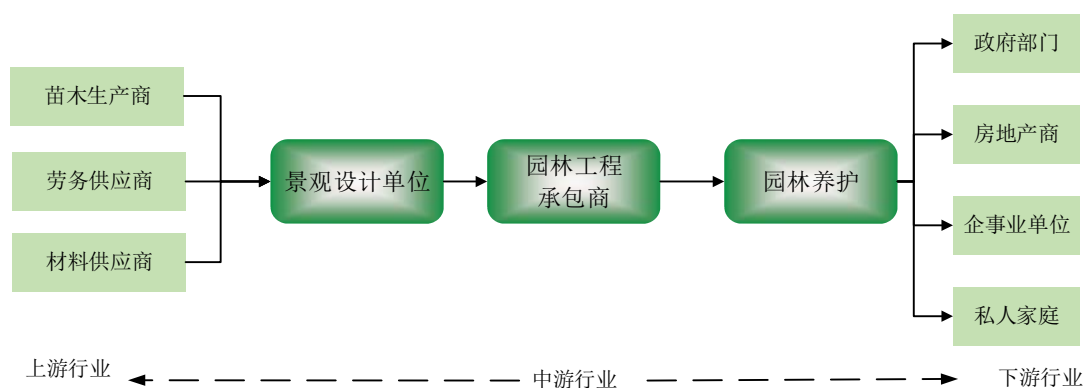 苗木生产商
劳务供应商
材料供应商
景观设计单位
园林工程
承包商
园林养护
政府部门
房地产商
企事业单位
私人家庭
上游行业
中游行业
下游行业